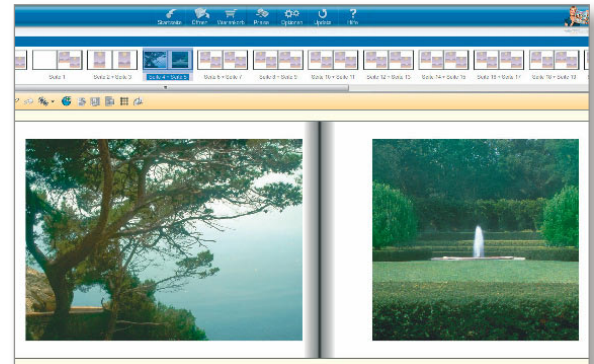 Startseite Öffnen Warenkorb Preise Optionen Update Hilfe
Seite 1 Seite 2 + Seite 3 Seite 4 + Seite 5 Seite 6 + Seite 7 Seite 8 + Seite 9 Seite 10 + Seite 11 Seite 12 + Seite 13 Seite 14 + Seite 15 Seite 16 + Seite 17 Seite 18 + Seite 19